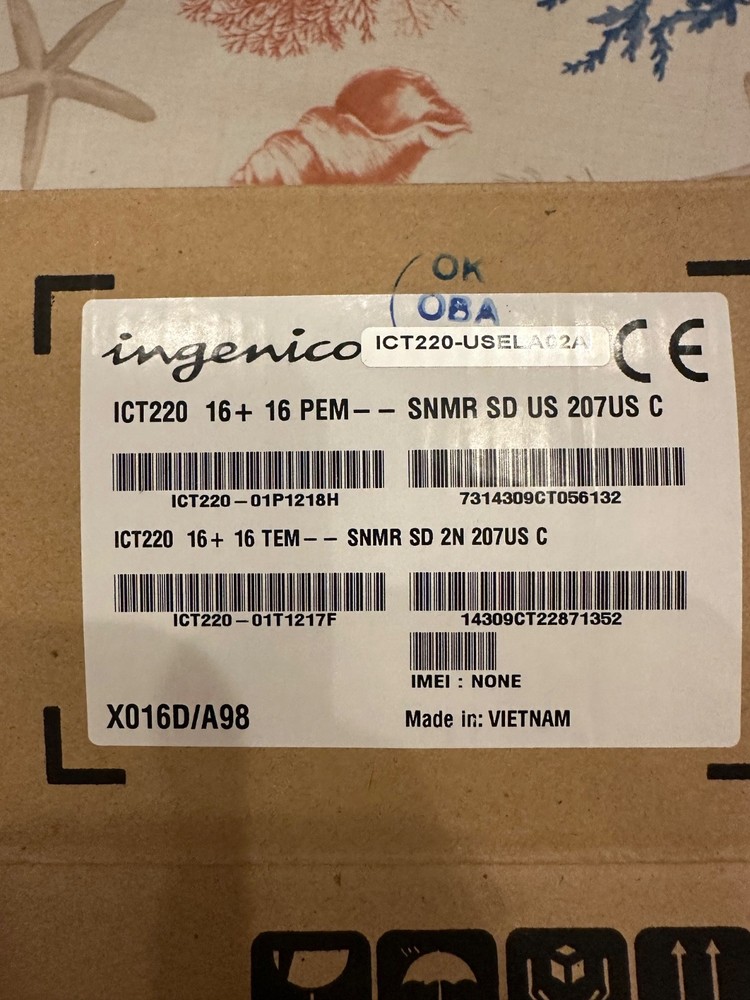 OK
OBA
ingenico ICT220-USELA02A CE
ICT220 16+ 16 PEM-- SNMR SD US 207US C
ICT220-01P1218H 7314309CT056132
ICT220 16+ 16 TEM-- SNMR SD 2N 207US C
ICT220-01T1217F 14309CT22871352
IMEI : NONE
X016D/A98 Made in: VIETNAM